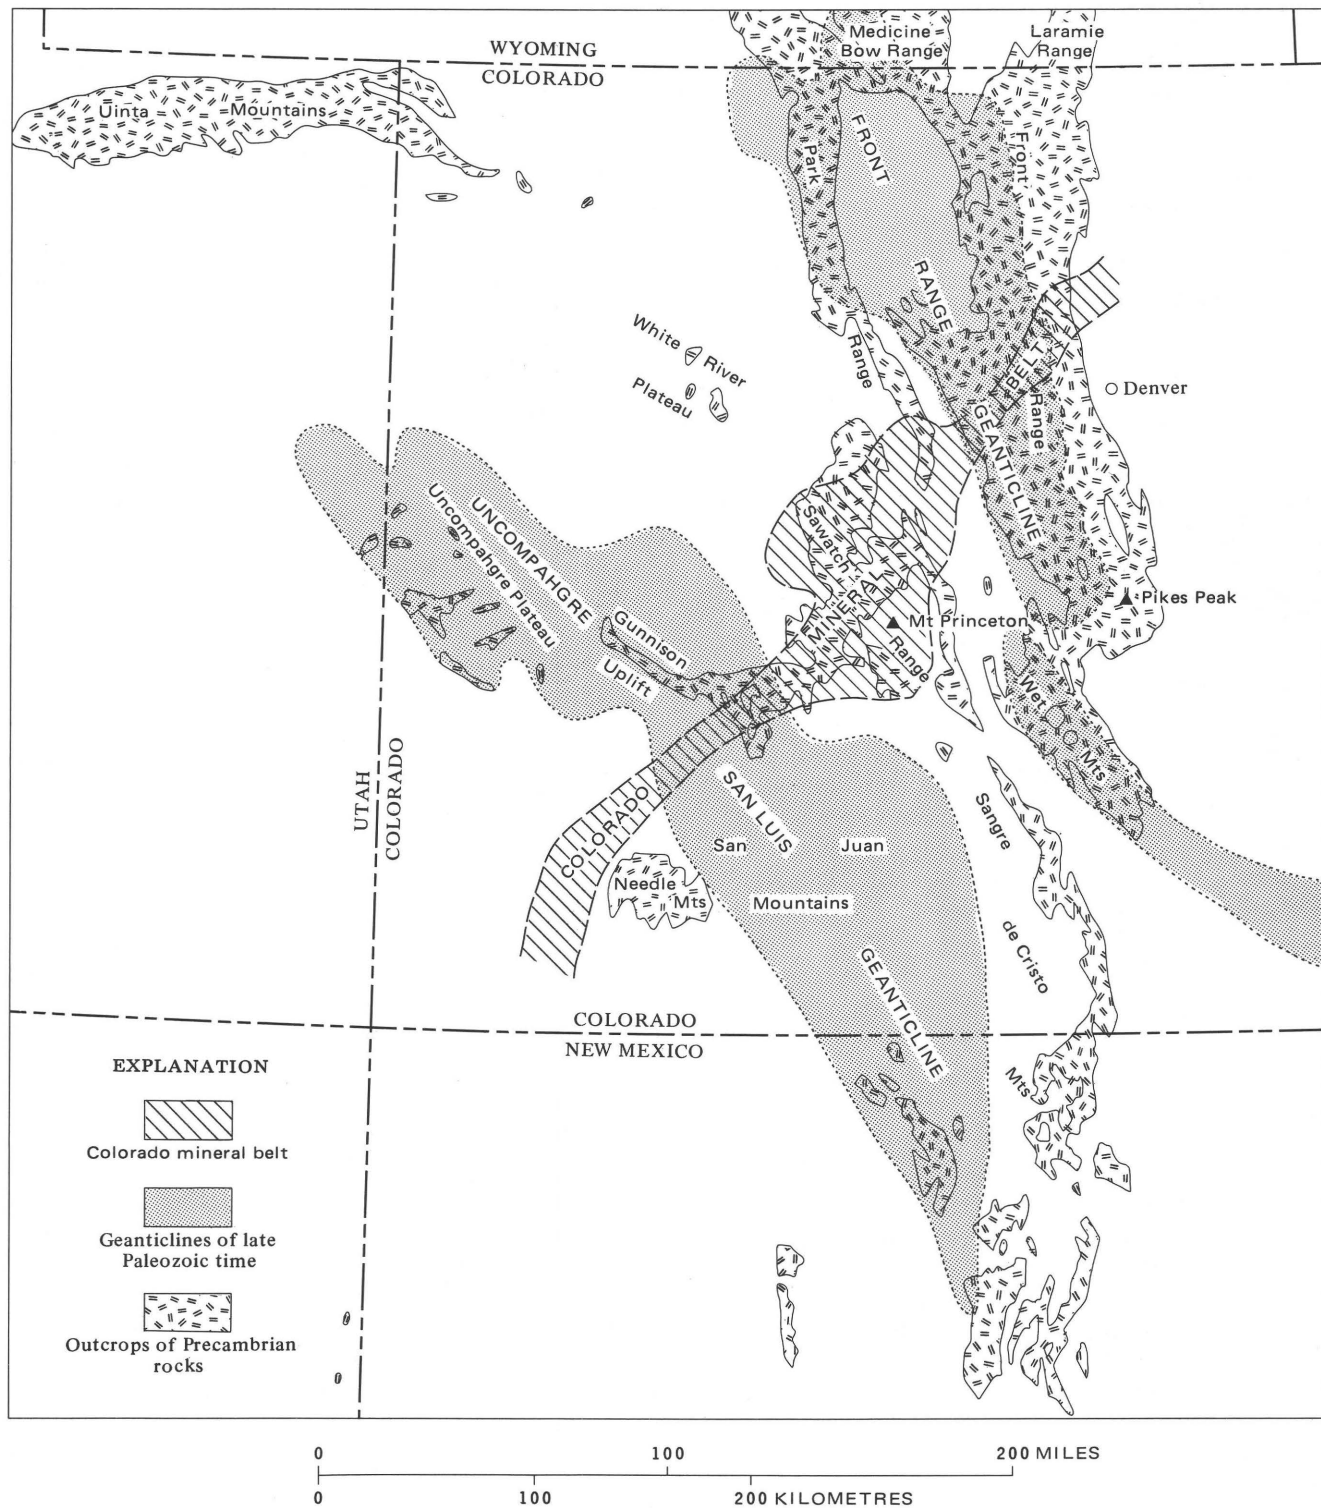 WYOMING
COLORADO
Medicine
Bow Range
Laramie
Range
Uinta Mountains
FRONT
RANGE
GEANTICLINE
Park
Range
Front
Range
BELT
Denver
White
River
Plateau
UNCOMPAHGRE
Uncompahgre Plateau
Gunnison
Uplift
Sawatch
Range
MINERAL
Mt Princeton
Pikes Peak
Wet
Mts
UTAH
COLORADO
COLORADO
SAN LUIS
San Juan
Mountains
Needle
Mts
GEANTICLINE
Sangre
de Cristo
Mts
COLORADO
NEW MEXICO
EXPLANATION
Colorado mineral belt
Geanticlines of late
Paleozoic time
Outcrops of Precambrian
rocks
0 100 200 MILES
0 100 200 KILOMETRES